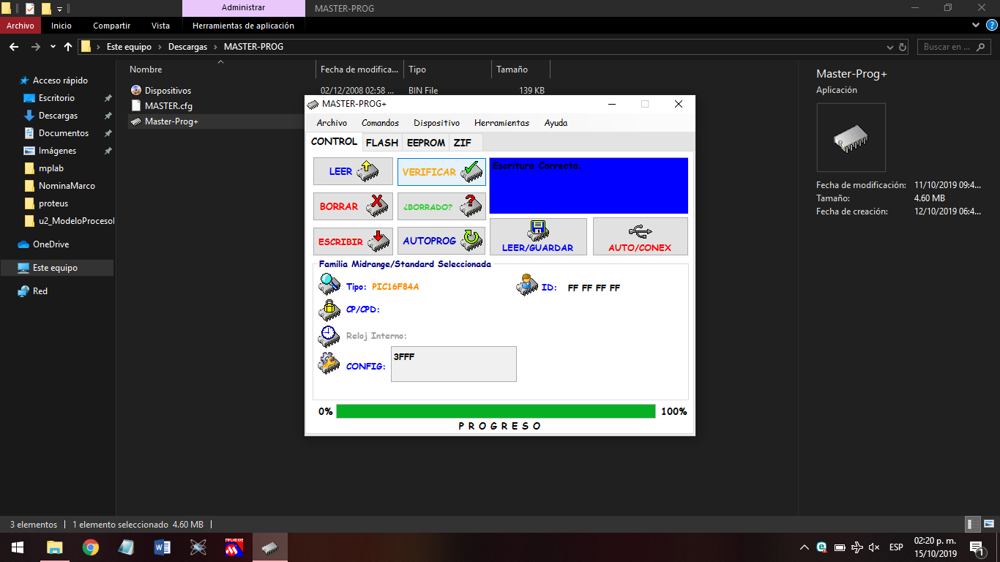 Administrar
MASTER-PROG
Archivo
Inicio
Compartir
Vista
Herramientas de aplicación
Este equipo
Descargas
MASTER-PROG
Buscar en ...
Acceso rápido
Escritorio
Descargas
Documentos
Imágenes
mplab
NominaMarco
proteus
u2_ModeloProcesoI
OneDrive
Este equipo
Red
Nombre
Fecha de modifica...
Tipo
Tamaño
Dispositivos
02/12/2008 02:58 ...
BIN File
139 KB
MASTER.cfg
Master-Prog+
MASTER-PROG+
Archivo
Comandos
Dispositivo
Herramientas
Ayuda
CONTROL
FLASH
EEPROM
ZIF
LEER
VERIFICAR
Escritura Correcta.
BORRAR
¿BORRADO?
ESCRIBIR
AUTOPROG
LEER/GUARDAR
AUTO/CONEX
Familia Midrange/Standard Seleccionada
Tipo: PIC16F84A
ID: FF FF FF FF
CP/CPD:
Reloj Interno:
CONFIG:
3FFF
0%
100%
P R O G R E S O
Master-Prog+
Aplicación
Fecha de modificación: 11/10/2019 09:4...
Tamaño: 4.60 MB
Fecha de creación: 12/10/2019 06:4...
3 elementos
1 elemento seleccionado 4.60 MB
MPLAB IDE
ESP
02:20 p. m.
15/10/2019
1